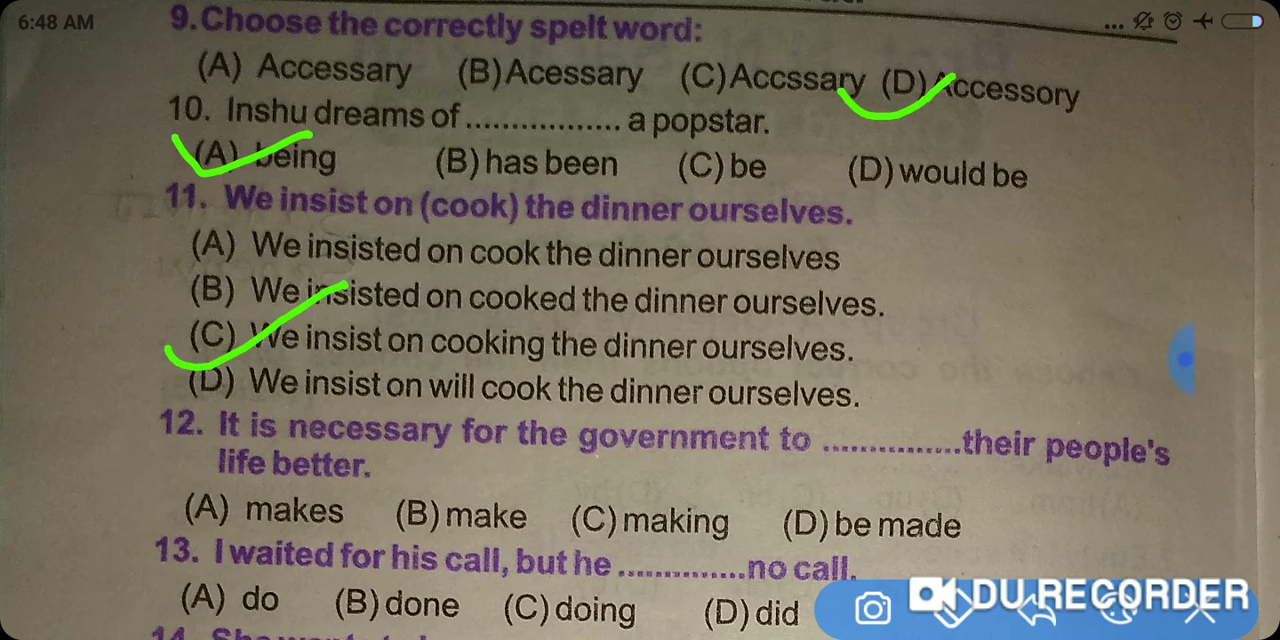 6:48 AM
9. Choose the correctly spelt word:
(A) Accessary (B) Acessary (C) Accssary (D) Accessory
10. Inshu dreams of .................. a popstar.
(A) being (B) has been (C) be (D) would be
11. We insist on (cook) the dinner ourselves.
(A) We insisted on cook the dinner ourselves
(B) We insisted on cooked the dinner ourselves.
(C) We insist on cooking the dinner ourselves.
(D) We insist on will cook the dinner ourselves.
12. It is necessary for the government to ................their people's
life better.
(A) makes (B) make (C) making (D) be made
13. I waited for his call, but he ...............no call.
(A) do (B) done (C) doing (D) did
DU RECORDER